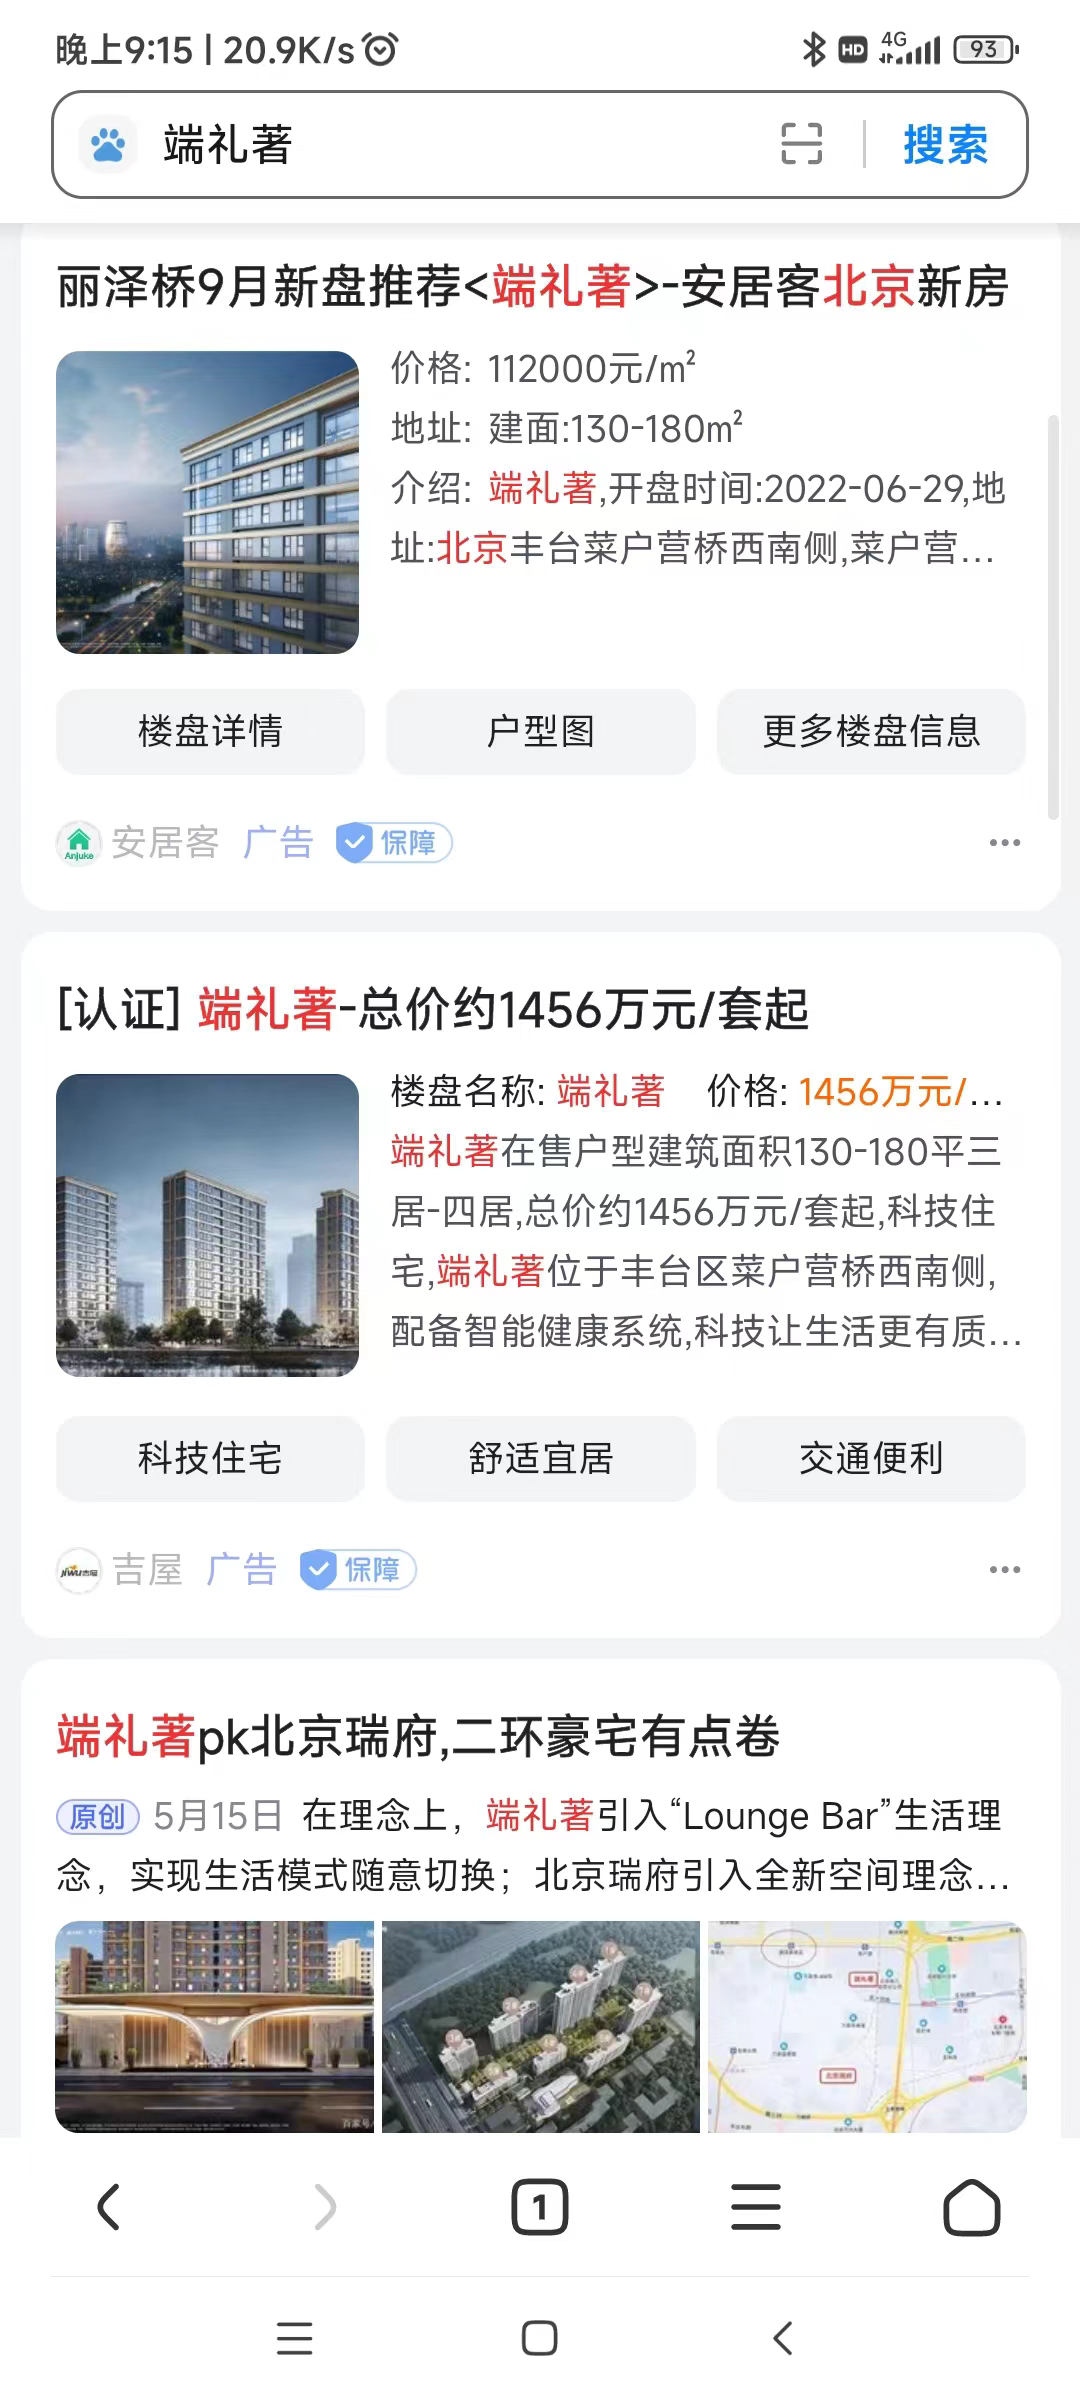 晚上9:15 | 20.9K/s
HD
4G
93
端礼著
搜索
丽泽桥9月新盘推荐<端礼著>-安居客北京新房
价格: 112000元/m²
地址: 建面:130-180m²
介绍: 端礼著,开盘时间:2022-06-29,地
址:北京丰台菜户营桥西南侧,菜户营...
楼盘详情
户型图
更多楼盘信息
Anjuke
安居客 广告 保障
[认证] 端礼著-总价约1456万元/套起
楼盘名称: 端礼著 价格: 1456万元/...
端礼著在售户型建筑面积130-180平三
居-四居,总价约1456万元/套起,科技住
宅,端礼著位于丰台区菜户营桥西南侧,
配备智能健康系统,科技让生活更有质...
科技住宅
舒适宜居
交通便利
吉屋 广告 保障
端礼著pk北京瑞府,二环豪宅有点卷
原创 5月15日 在理念上，端礼著引入“Lounge Bar”生活理
念，实现生活模式随意切换；北京瑞府引入全新空间理念...
1